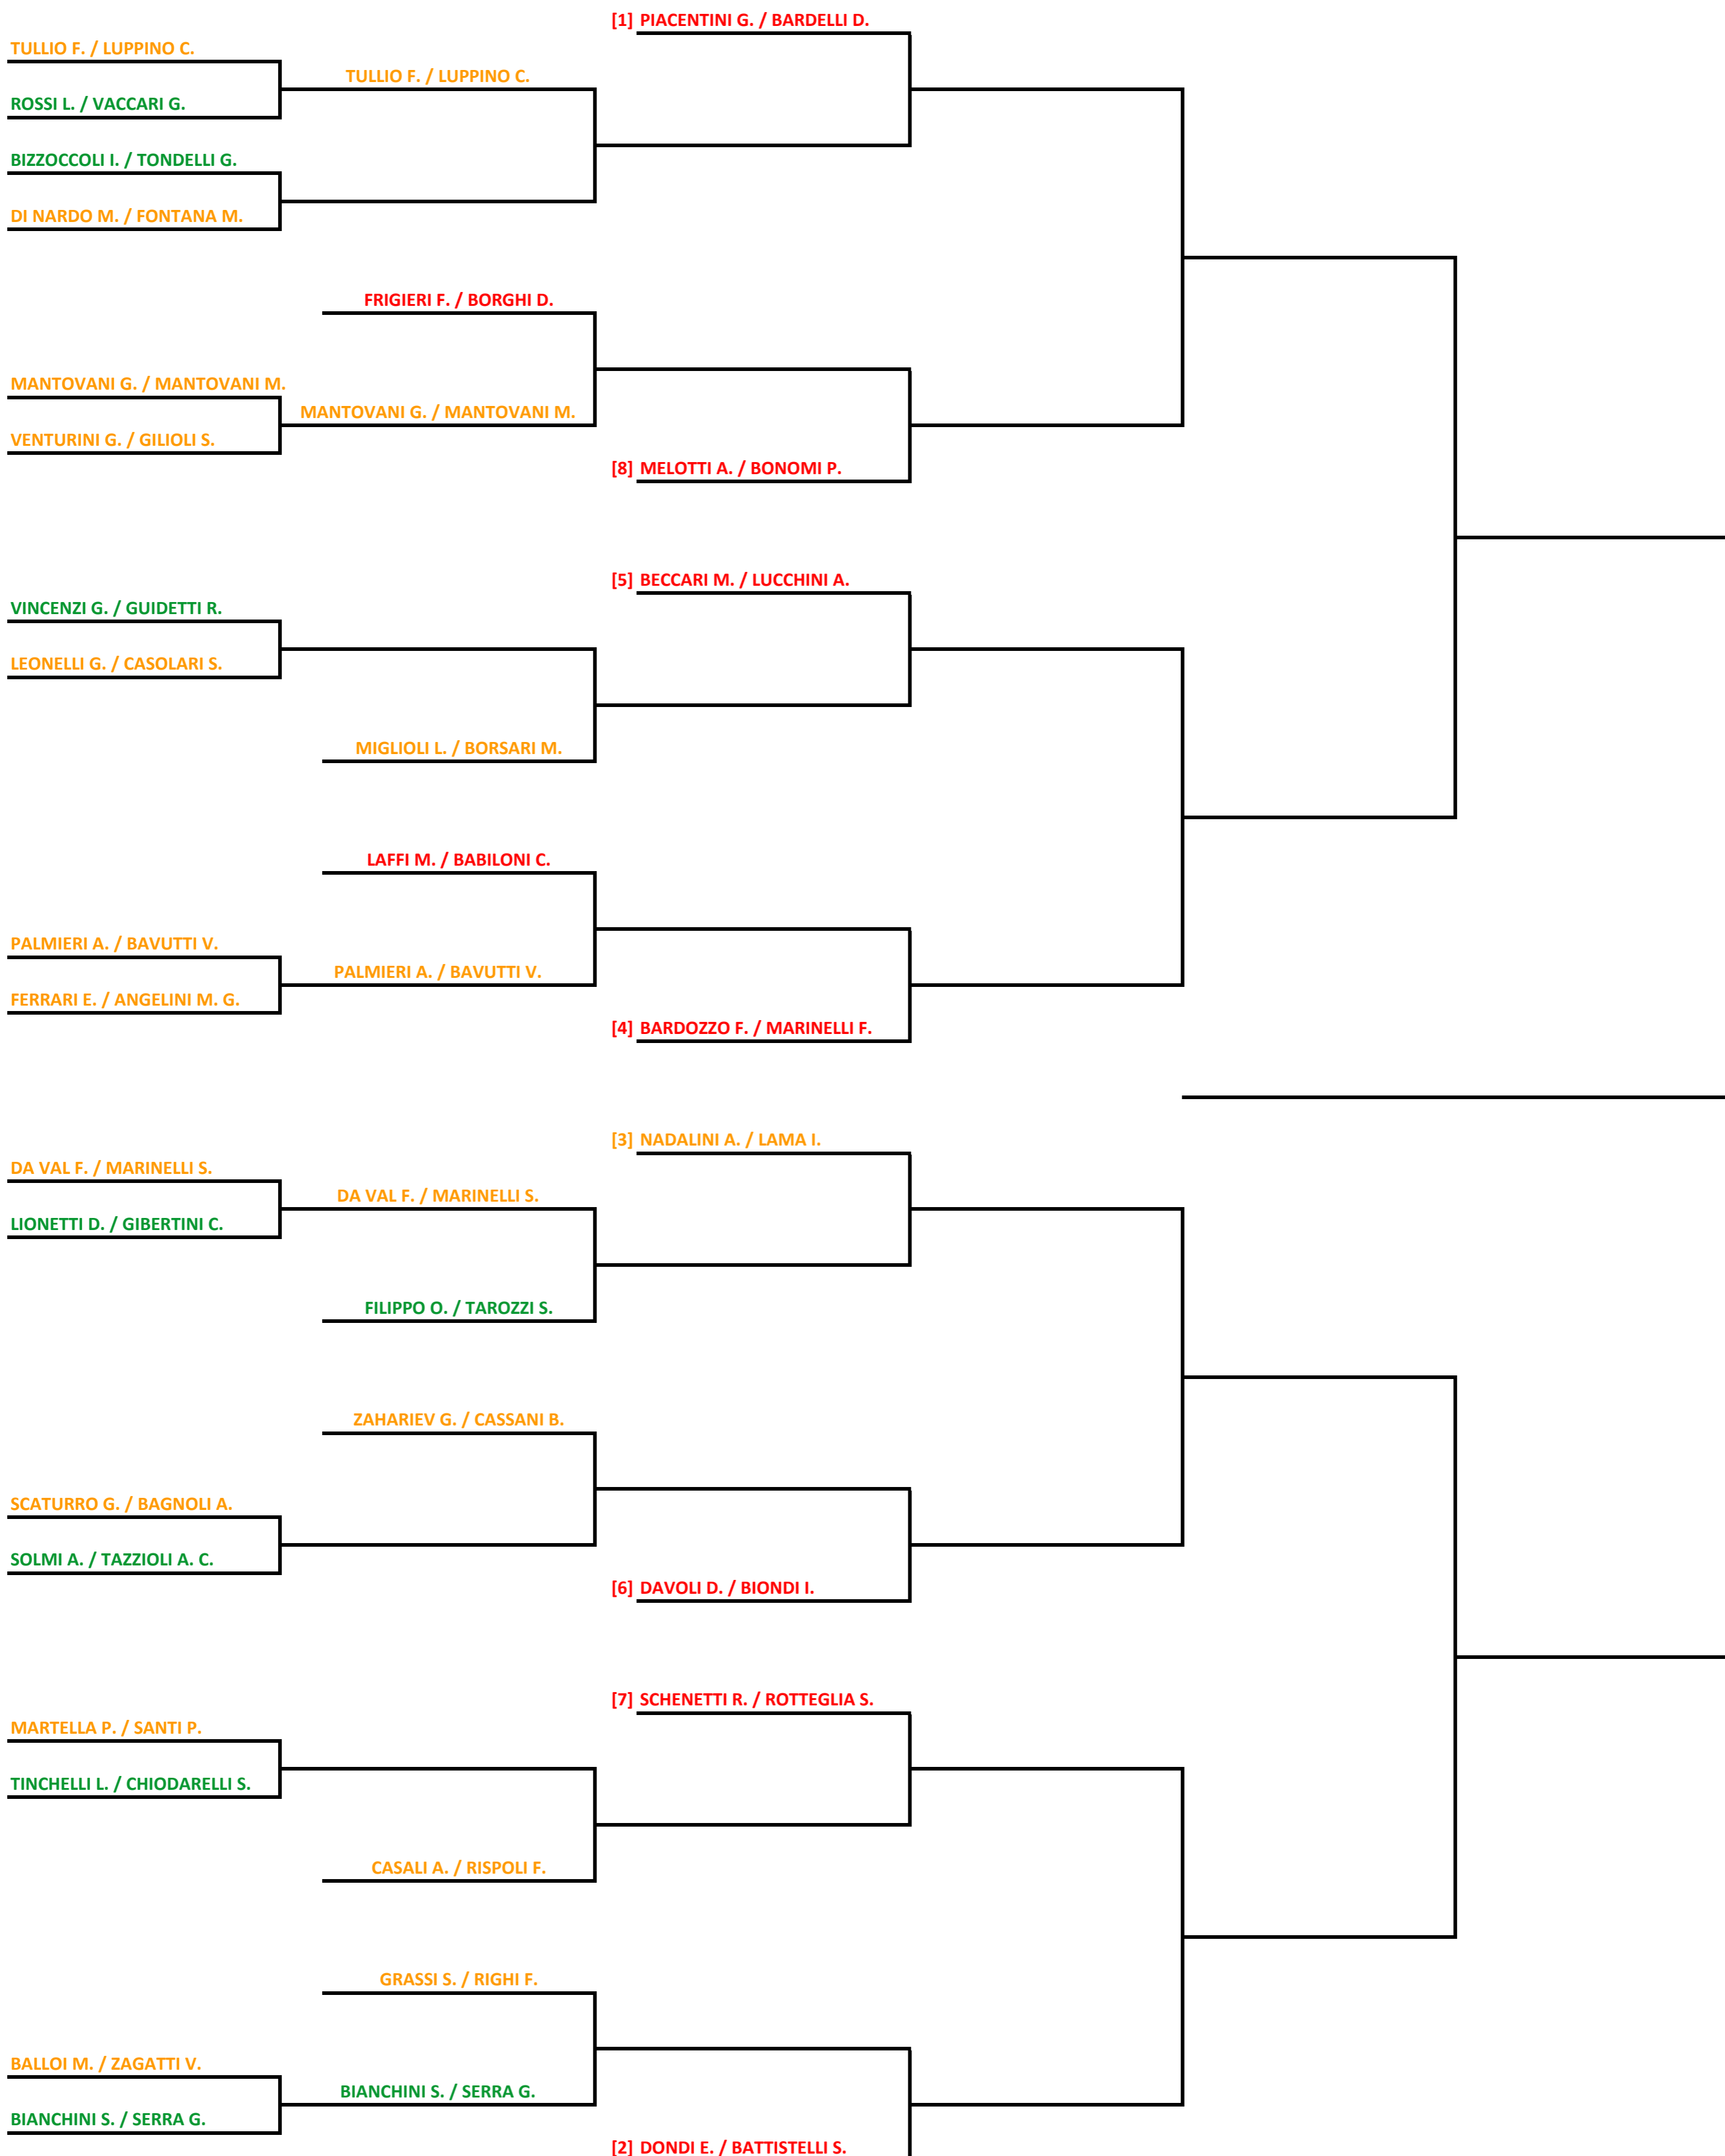 [1] PIACENTINI G. / BARDELLI D.
TULLIO F. / LUPPINO C.
TULLIO F. / LUPPINO C.
ROSSI L. / VACCARI G.
BIZZOCCOLI I. / TONDELLI G.
DI NARDO M. / FONTANA M.
FRIGIERI F. / BORGHI D.
MANTOVANI G. / MANTOVANI M.
MANTOVANI G. / MANTOVANI M.
VENTURINI G. / GILIOLI S.
[8] MELOTTI A. / BONOMI P.
[5] BECCARI M. / LUCCHINI A.
VINCENZI G. / GUIDETTI R.
LEONELLI G. / CASOLARI S.
MIGLIOLI L. / BORSARI M.
LAFFI M. / BABILONI C.
PALMIERI A. / BAVUTTI V.
PALMIERI A. / BAVUTTI V.
FERRARI E. / ANGELINI M. G.
[4] BARDOZZO F. / MARINELLI F.
[3] NADALINI A. / LAMA I.
DA VAL F. / MARINELLI S.
DA VAL F. / MARINELLI S.
LIONETTI D. / GIBERTINI C.
FILIPPO O. / TAROZZI S.
ZAHARIEV G. / CASSANI B.
SCATURRO G. / BAGNOLI A.
SOLMI A. / TAZZIOLI A. C.
[6] DAVOLI D. / BIONDI I.
[7] SCHENETTI R. / ROTTEGLIA S.
MARTELLA P. / SANTI P.
TINCHELLI L. / CHIODARELLI S.
CASALI A. / RISPOLI F.
GRASSI S. / RIGHI F.
BALLOI M. / ZAGATTI V.
BIANCHINI S. / SERRA G.
BIANCHINI S. / SERRA G.
[2] DONDI E. / BATTISTELLI S.